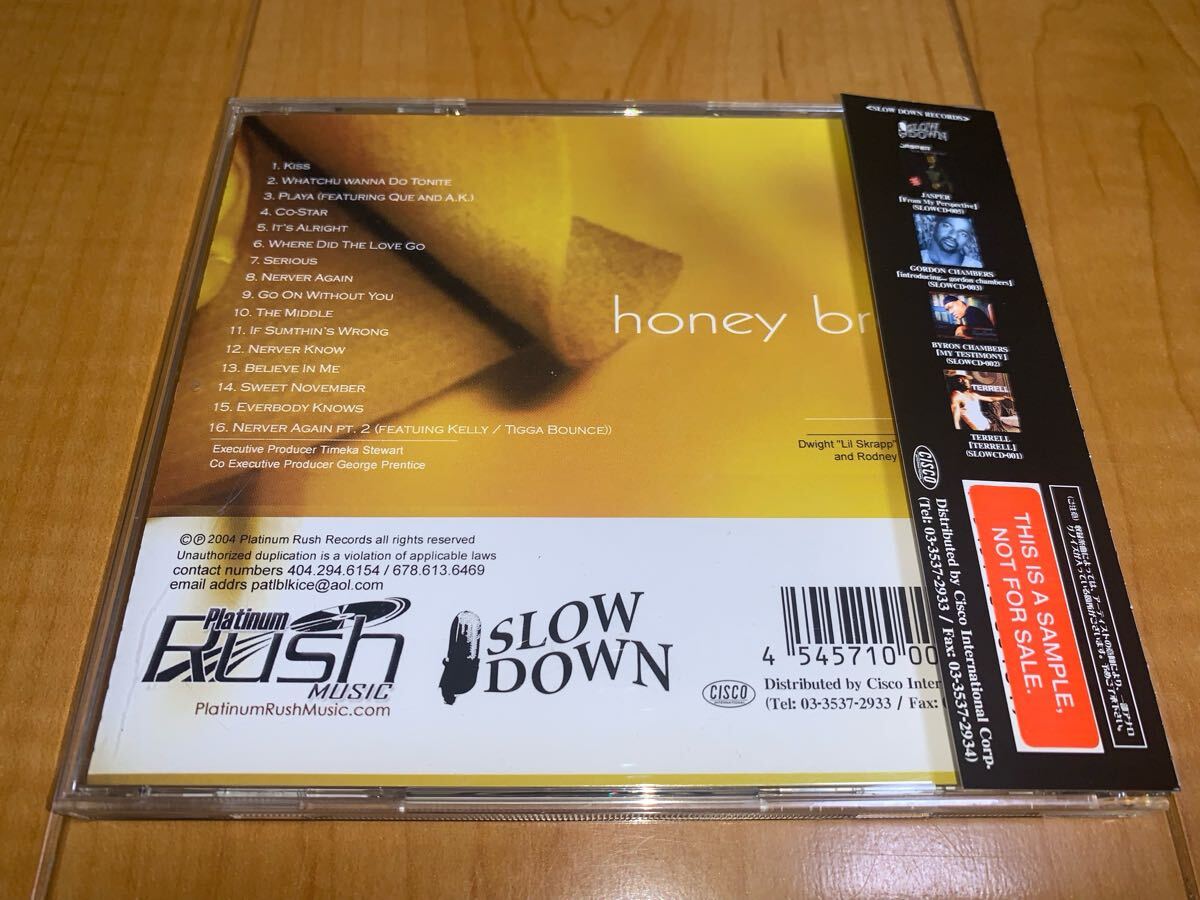 1. Kiss
2. Whatchu wanna Do Tonite
3. Playa (featuring Que and A.K.)
4. Co-Star
5. It's Alright
6. Where Did The Love Go
7. Serious
8. Nerver Again
9. Go On Without You
10. The Middle
11. If Sumthin's Wrong
12. Nerver Know
13. Believe In Me
14. Sweet November
15. Everbody Knows
16. Nerver Again pt. 2 (featuing Kelly / Tigga Bounce))
Executive Producer Timeka Stewart
Co Executive Producer George Prentice
honey br
Dwight "Lil Skrapp"
and Rodney
©℗ 2004 Platinum Rush Records all rights reserved
Unauthorized duplication is a violation of applicable laws
contact numbers 404.294.6154 / 678.613.6469
email addrs patlblkice@aol.com
Platinum
Rush
MUSIC
PlatinumRushMusic.com
SLOW
DOWN
CISCO
INTERNATIONAL
4 545710 00
Distributed by Cisco Inter
(Tel: 03-3537-2933 / Fax:
<SLOW DOWN RECORDS>
SLOW
DOWN
JASPER
[From My Perspective]
(SLOWCD-005)
GORDON CHAMBERS
[introducing... gordon chambers]
(SLOWCD-003)
BYRON CHAMBERS
[MY TESTIMONY]
(SLOWCD-002)
TERRELL
TERRELL
[TERRELL]
(SLOWCD-001)
CISCO
Distributed by Cisco International Corp.
(Tel: 03-3537-2933 / Fax: 03-3537-2934)
THIS IS A SAMPLE,
NOT FOR SALE.